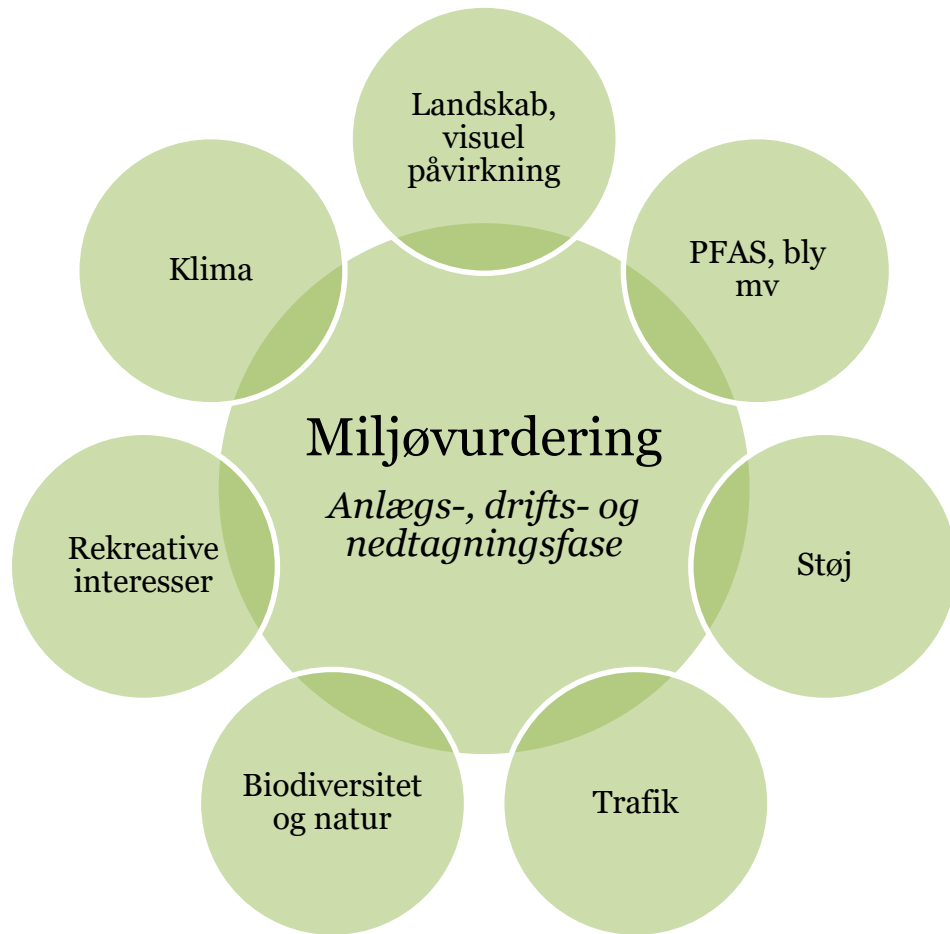 Landskab,
visuel
påvirkning
PFAS, bly
mv
Støj
Trafik
Biodiversitet
og natur
Rekreative
interesser
Klima
Miljøvurdering
Anlægs-, drifts- og
nedtagningsfase